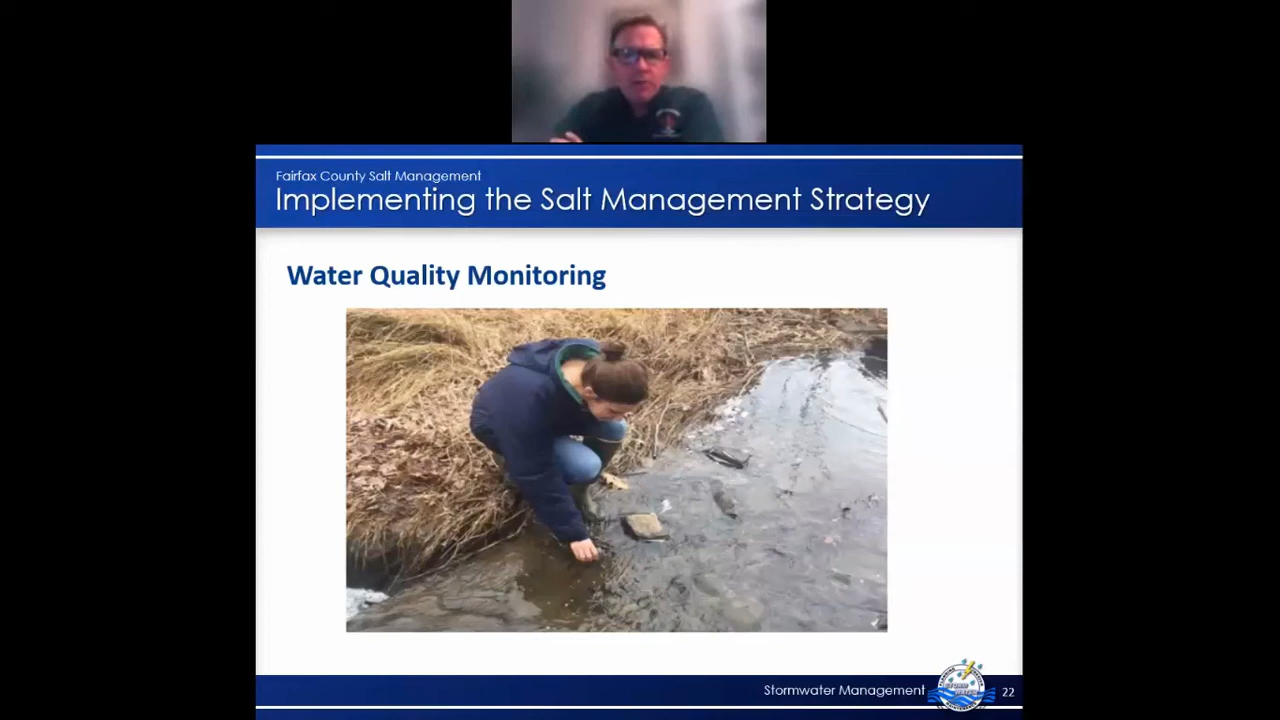 Fairfax County Salt Management
Implementing the Salt Management Strategy
Water Quality Monitoring
Stormwater Management
22